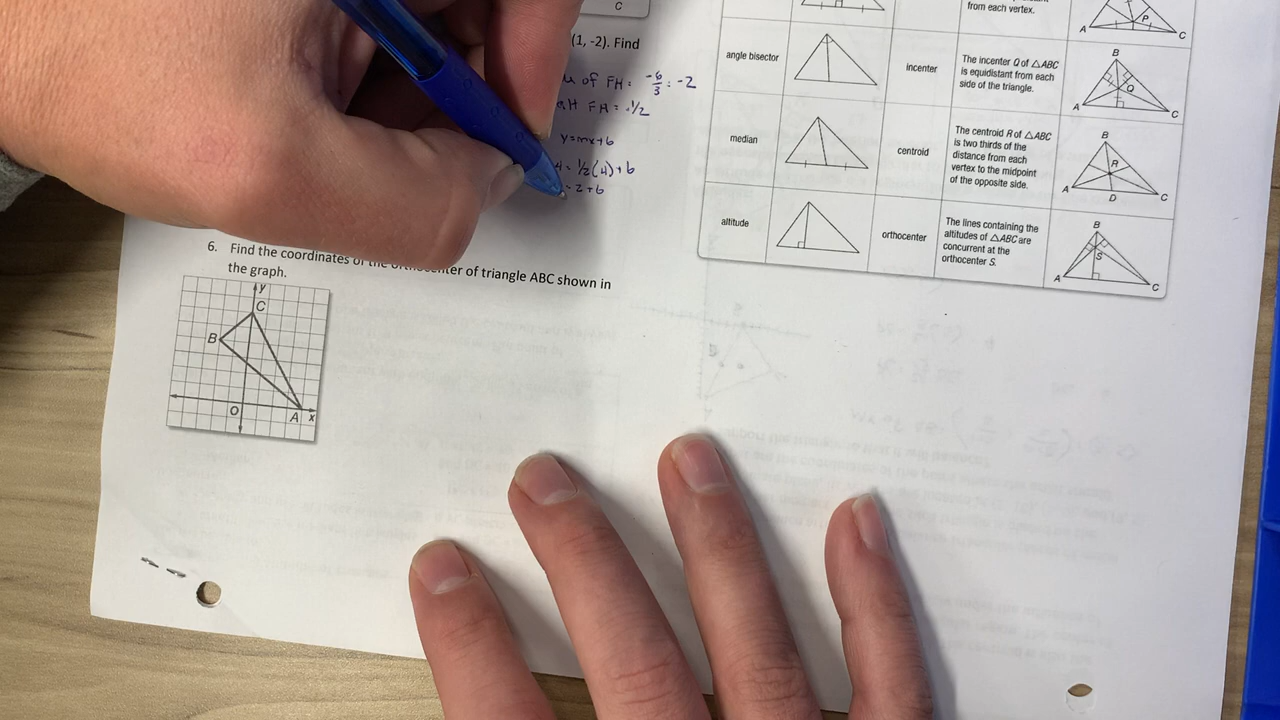 C
(1, -2). Find
of FH = -6/3 = -2
FH = 1/2
y=mx+b
= 1/2(4)+b
= 2+b
6. Find the coordinates of the orthocenter of triangle ABC shown in
the graph.
y
C
B
O
A
x
from each vertex.
P
A
C
angle bisector
incenter
The incenter Q of △ABC
is equidistant from each
side of the triangle.
B
Q
A
C
median
centroid
The centroid R of △ABC
is two thirds of the
distance from each
vertex to the midpoint
of the opposite side.
B
R
A
D
C
altitude
orthocenter
The lines containing the
altitudes of △ABC are
concurrent at the
orthocenter S.
B
S
A
C